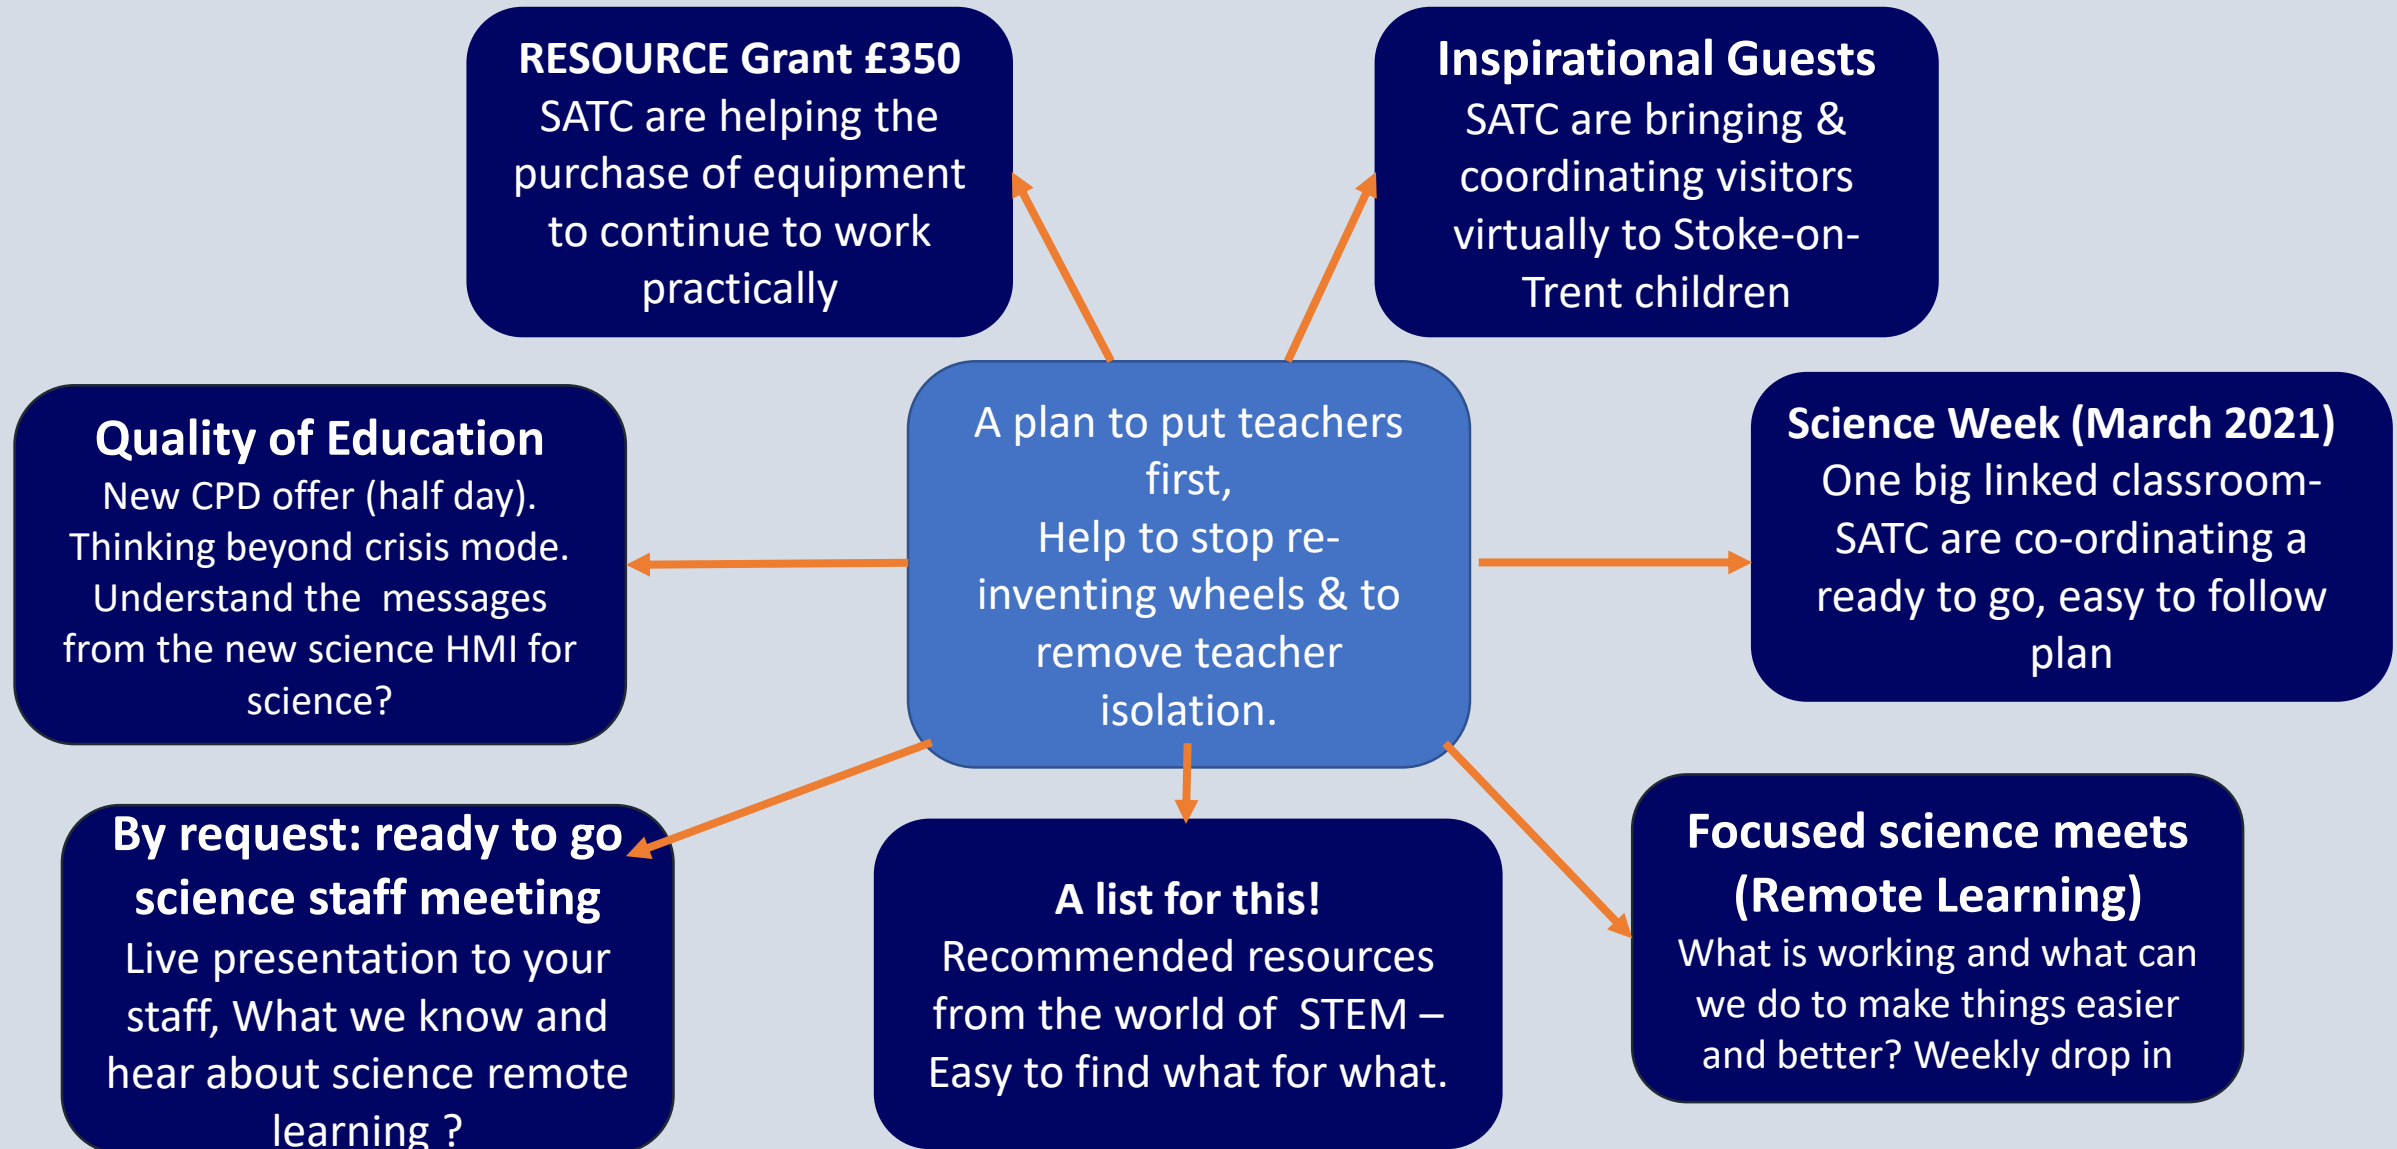 RESOURCE Grant £350
SATC are helping the
purchase of equipment
to continue to work
practically
Inspirational Guests
SATC are bringing &
coordinating visitors
virtually to Stoke-on-
Trent children
Quality of Education
New CPD offer (half day).
Thinking beyond crisis mode.
Understand the  messages
from the new science HMI for
science?
A plan to put teachers
first,
Help to stop re-
inventing wheels & to
remove teacher
isolation.
Science Week (March 2021)
One big linked classroom-
SATC are co-ordinating a
ready to go, easy to follow
plan
By request: ready to go
science staff meeting
Live presentation to your
staff, What we know and
hear about science remote
learning ?
A list for this!
Recommended resources
from the world of  STEM –
Easy to find what for what.
Focused science meets
(Remote Learning)
What is working and what can
we do to make things easier
and better? Weekly drop in